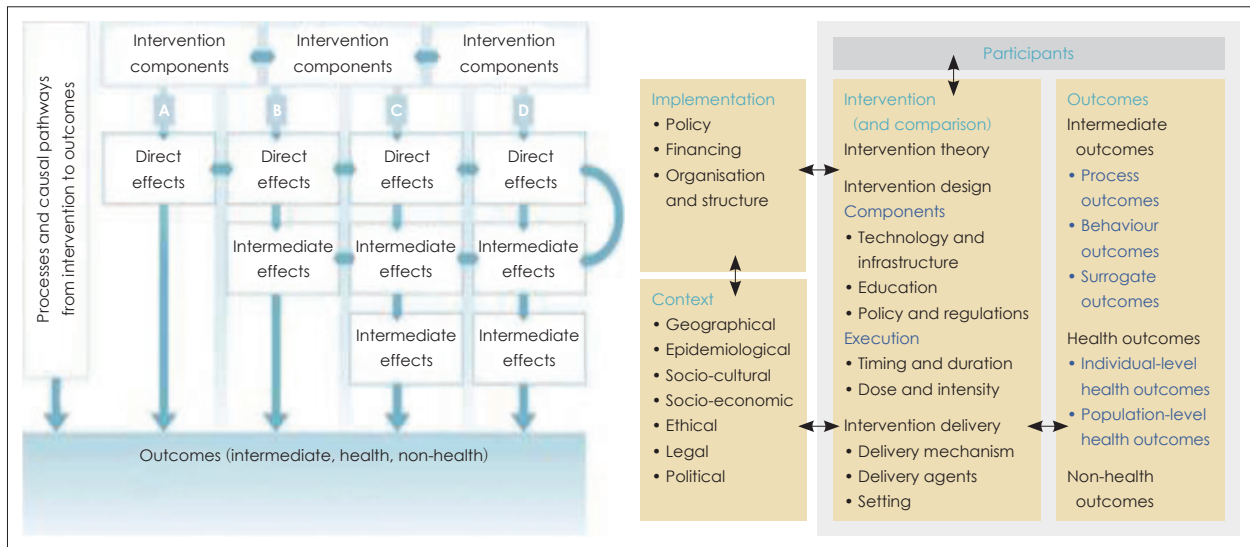 Processes and causal pathways
from intervention to outcomes
Intervention
components
Intervention
components
Intervention
components
A
B
C
D
Direct
effects
Direct
effects
Direct
effects
Direct
effects
Intermediate
effects
Intermediate
effects
Intermediate
effects
Intermediate
effects
Intermediate
effects
Outcomes (intermediate, health, non-health)
Participants
Implementation
• Policy
• Financing
• Organisation
and structure
Context
• Geographical
• Epidemiological
• Socio-cultural
• Socio-economic
• Ethical
• Legal
• Political
Intervention
(and comparison)
Intervention theory
Intervention design
Components
• Technology and
infrastructure
• Education
• Policy and regulations
Execution
• Timing and duration
• Dose and intensity
Intervention delivery
• Delivery mechanism
• Delivery agents
• Setting
Outcomes
Intermediate
outcomes
• Process
outcomes
• Behaviour
outcomes
• Surrogate
outcomes
Health outcomes
• Individual-level
health outcomes
• Population-level
health outcomes
Non-health
outcomes